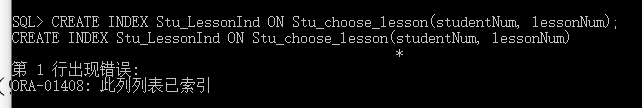 SQL> CREATE INDEX Stu_LessonInd ON Stu_choose_lesson(studentNum, lessonNum);
CREATE INDEX Stu_LessonInd ON Stu_choose_lesson(studentNum, lessonNum)
*
第 1 行出现错误:
ORA-01408: 此列列表已索引